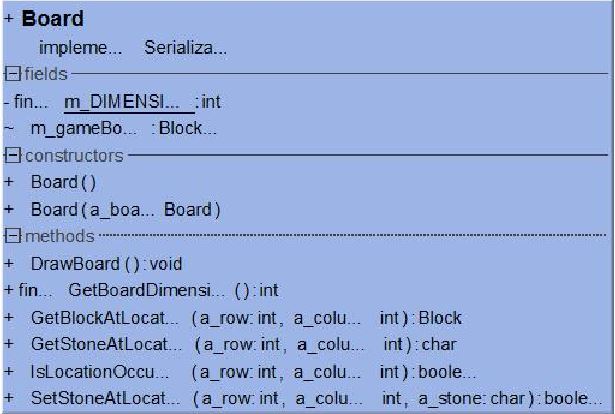 + Board
impleme... Serializa...
fields
- fin... m_DIMENSI... : int
~ m_gameBo... : Block...
constructors
+ Board ( )
+ Board ( a_boa... Board )
methods
+ DrawBoard ( ) : void
+ fin... GetBoardDimensi... ( ) : int
+ GetBlockAtLocat... ( a_row: int, a_colu... int ) : Block
+ GetStoneAtLocat... ( a_row: int, a_colu... int ) : char
+ IsLocationOccu... ( a_row: int, a_colu... int ) : boole...
+ SetStoneAtLocat... ( a_row: int, a_colu... int, a_stone: char ) : boole...